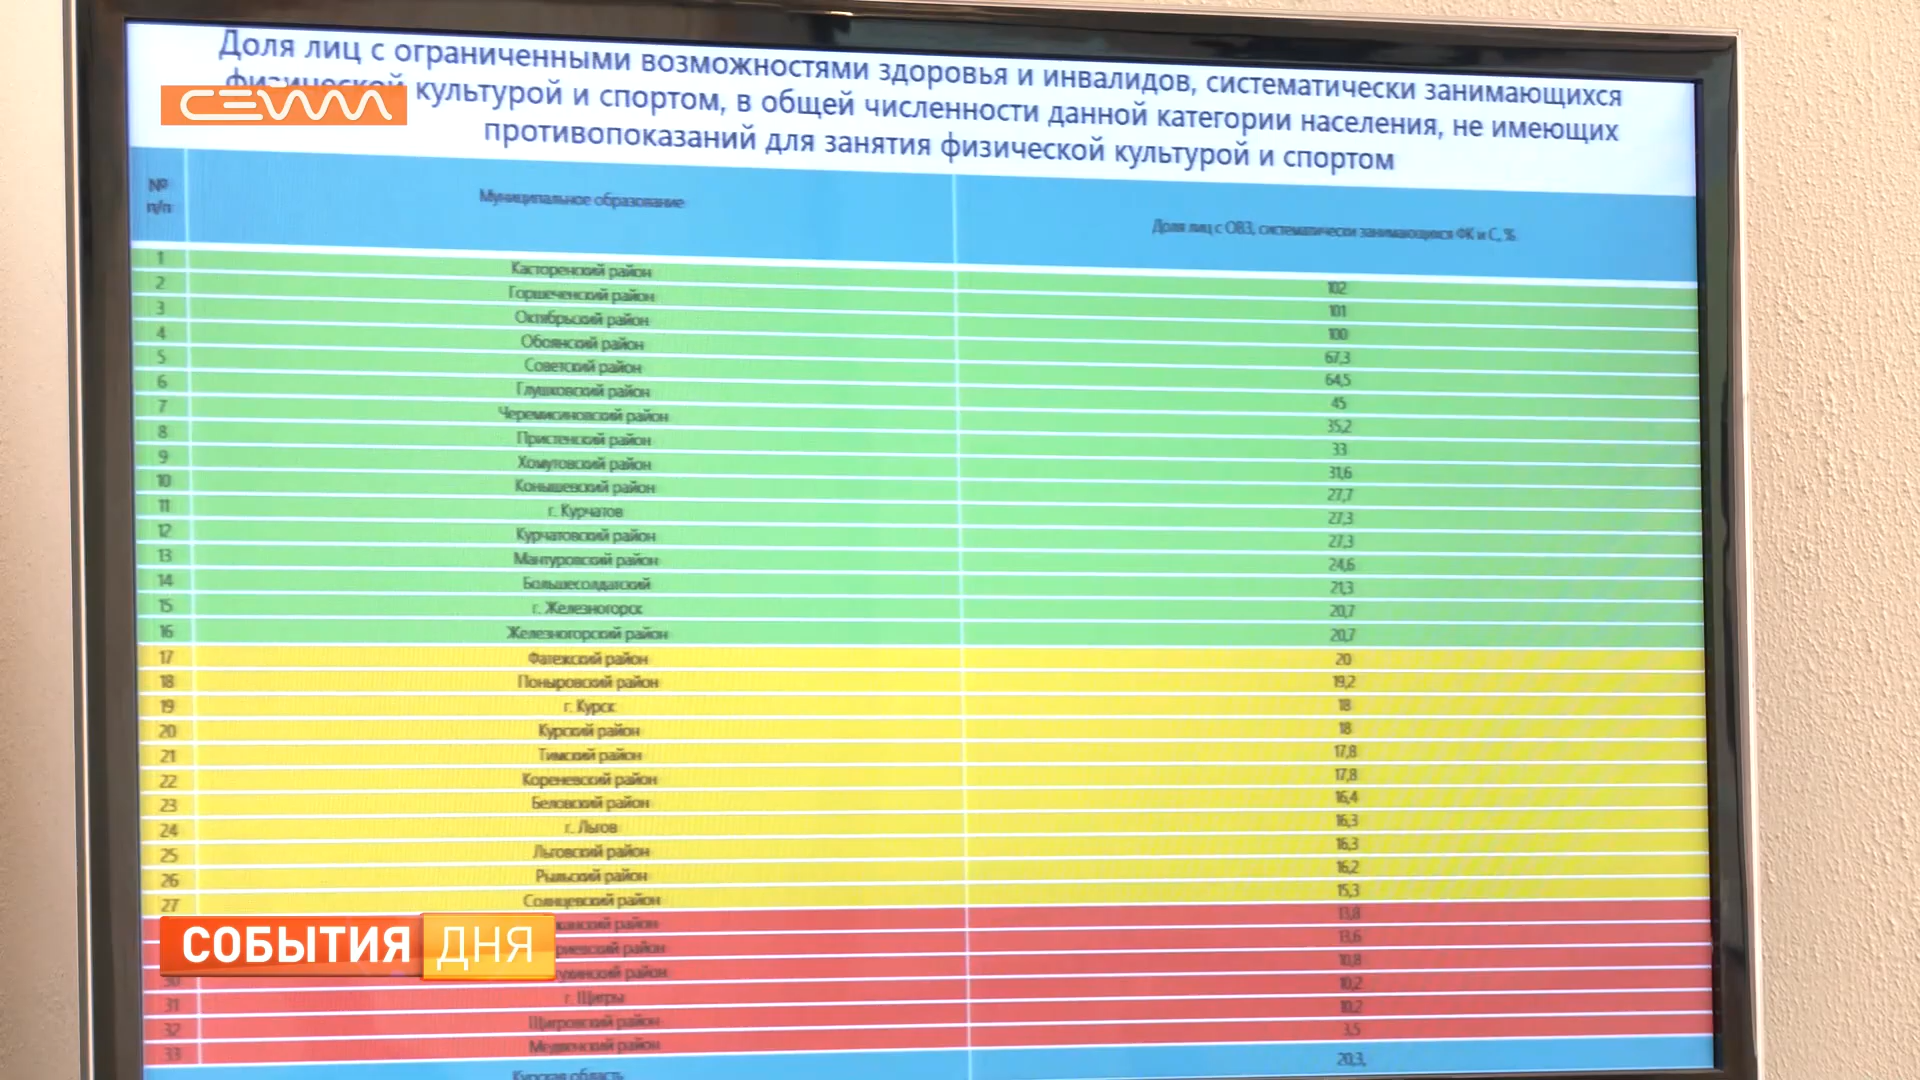 Доля лиц с ограниченными возможностями здоровья и инвалидов, систематически занимающихся
физической культурой и спортом, в общей численности данной категории населения, не имеющих
противопоказаний для занятия физической культурой и спортом
СЕЙМ
№ п/п Муниципальное образование Доля лиц с ОВЗ, систематически занимающихся ФК и С, %
1 Касторенский район 102
2 Горшеченский район 101
3 Октябрьский район 100
4 Обоянский район 67,3
5 Советский район 64,5
6 Глушковский район 45
7 Черемисиновский район 35,2
8 Пристенский район 33
9 Хомутовский район 31,6
10 Конышевский район 27,7
11 г. Курчатов 27,3
12 Курчатовский район 27,3
13 Мантуровский район 24,6
14 Большесолдатский 21,3
15 г. Железногорск 20,7
16 Железногорский район 20,7
17 Фатежский район 20
18 Поныровский район 19,2
19 г. Курск 18
20 Курский район 18
21 Тимский район 17,8
22 Кореневский район 17,8
23 Беловский район 16,4
24 г. Льгов 16,3
25 Льговский район 16,3
26 Рыльский район 16,2
27 Солнцевский район 15,3
район 13,8
район 13,6
30 район 10,8
31 г. Щигры 10,2
32 Щигровский район 10,2
33 Медвенский район 3,5
Курская область 20,3,
СОБЫТИЯ ДНЯ